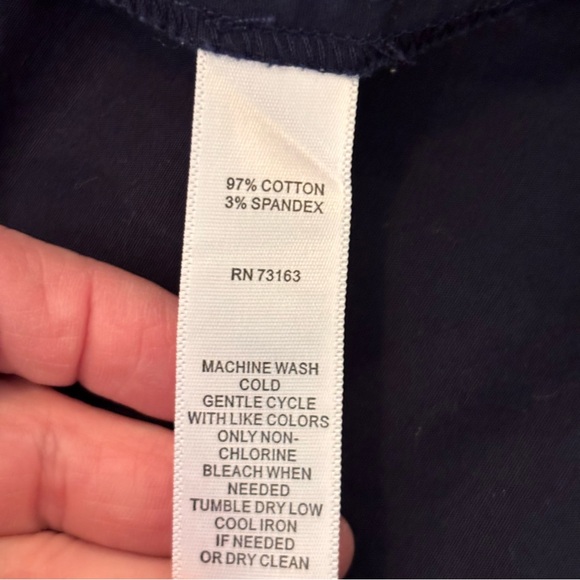 97% COTTON
3% SPANDEX
RN 73163
MACHINE WASH
COLD
GENTLE CYCLE
WITH LIKE COLORS
ONLY NON-
CHLORINE
BLEACH WHEN
NEEDED
TUMBLE DRY LOW
COOL IRON
IF NEEDED
OR DRY CLEAN